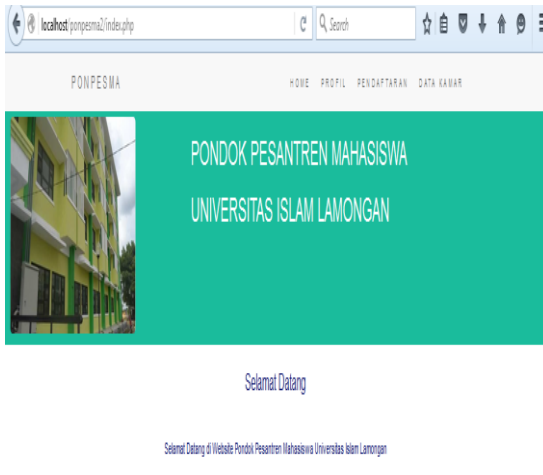 localhost/ponpesma2/index.php
Search
PONPESMA
HOME PROFIL PENDAFTARAN DATA KAMAR
PONDOK PESANTREN MAHASISWA
UNIVERSITAS ISLAM LAMONGAN
Selamat Datang
Selamat Datang di Website Pondok Pesantren Mahasiswa Universitas Islam Lamongan